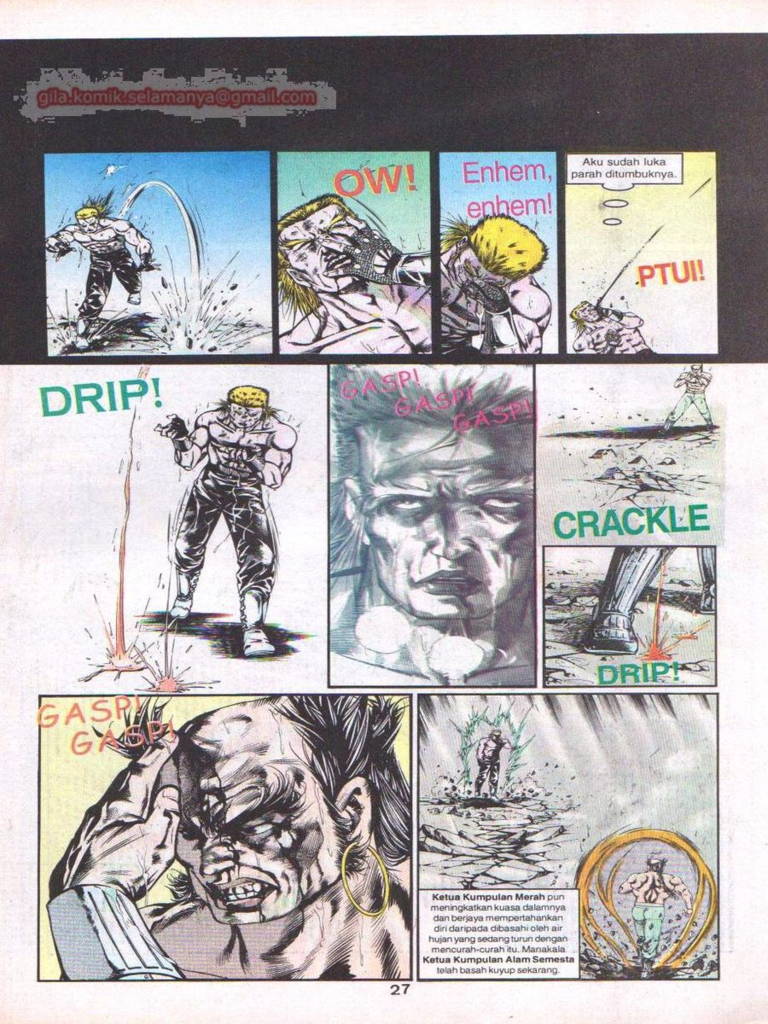 gila.komik.selamanya@gmail.com
OW!
Enhem,
enhem!
Aku sudah luka
parah ditumbuknya.
PTUI!
DRIP!
GASP!
GASP!
GASP!
CRACKLE
DRIP!
GASP!
GASP!
Ketua Kumpulan Merah pun
meningkatkan kuasa dalamnya
dan berjaya mempertahankan
diri daripada dibasahi oleh air
hujan yang sedang turun dengan
mencurah-curah itu. Manakala
Ketua Kumpulan Alam Semesta
telah basah kuyup sekarang.
27